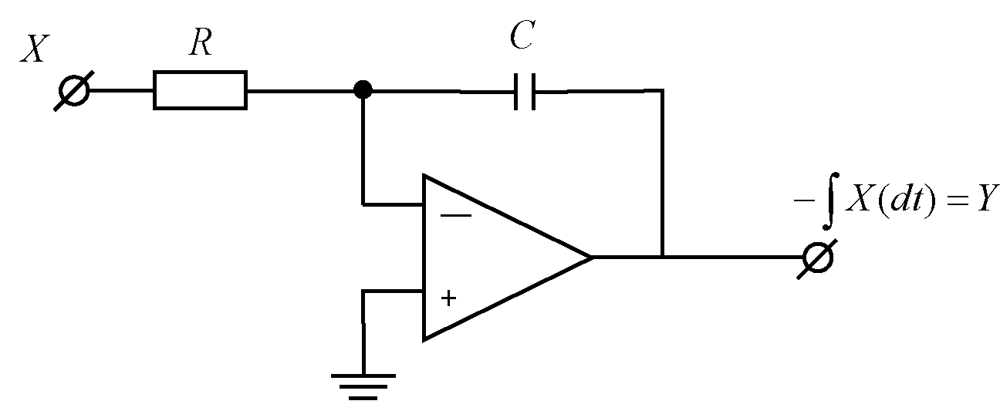 X
R
C
−
+
−∫X(dt) = Y